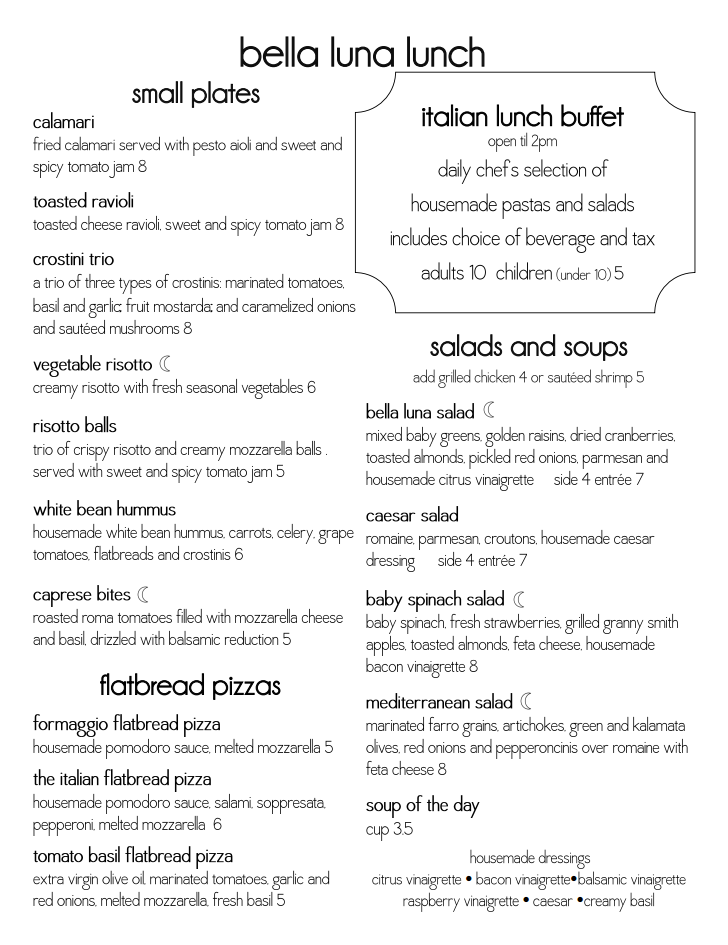 bella luna lunch
small plates
calamari
fried calamari served with pesto aioli and sweet and
spicy tomato jam 8
toasted ravioli
toasted cheese ravioli, sweet and spicy tomato jam 8
crostini trio
a trio of three types of crostinis: marinated tomatoes,
basil and garlic; fruit mostarda; and caramelized onions
and sautéed mushrooms 8
vegetable risotto ☾
creamy risotto with fresh seasonal vegetables 6
risotto balls
trio of crispy risotto and creamy mozzarella balls .
served with sweet and spicy tomato jam 5
white bean hummus
housemade white bean hummus, carrots, celery, grape
tomatoes, flatbreads and crostinis 6
caprese bites ☾
roasted roma tomatoes filled with mozzarella cheese
and basil, drizzled with balsamic reduction 5
flatbread pizzas
formaggio flatbread pizza
housemade pomodoro sauce, melted mozzarella 5
the italian flatbread pizza
housemade pomodoro sauce, salami, soppresata,
pepperoni, melted mozzarella 6
tomato basil flatbread pizza
extra virgin olive oil, marinated tomatoes, garlic and
red onions, melted mozzarella, fresh basil 5
italian lunch buffet
open til 2pm
daily chef's selection of
housemade pastas and salads
includes choice of beverage and tax
adults 10 children (under 10) 5
salads and soups
add grilled chicken 4 or sautéed shrimp 5
bella luna salad ☾
mixed baby greens, golden raisins, dried cranberries,
toasted almonds, pickled red onions, parmesan and
housemade citrus vinaigrette side 4 entrée 7
caesar salad
romaine, parmesan, croutons, housemade caesar
dressing side 4 entrée 7
baby spinach salad ☾
baby spinach, fresh strawberries, grilled granny smith
apples, toasted almonds, feta cheese, housemade
bacon vinaigrette 8
mediterranean salad ☾
marinated farro grains, artichokes, green and kalamata
olives, red onions and pepperoncinis over romaine with
feta cheese 8
soup of the day
cup 3.5
housemade dressings
citrus vinaigrette • bacon vinaigrette•balsamic vinaigrette
raspberry vinaigrette • caesar •creamy basil